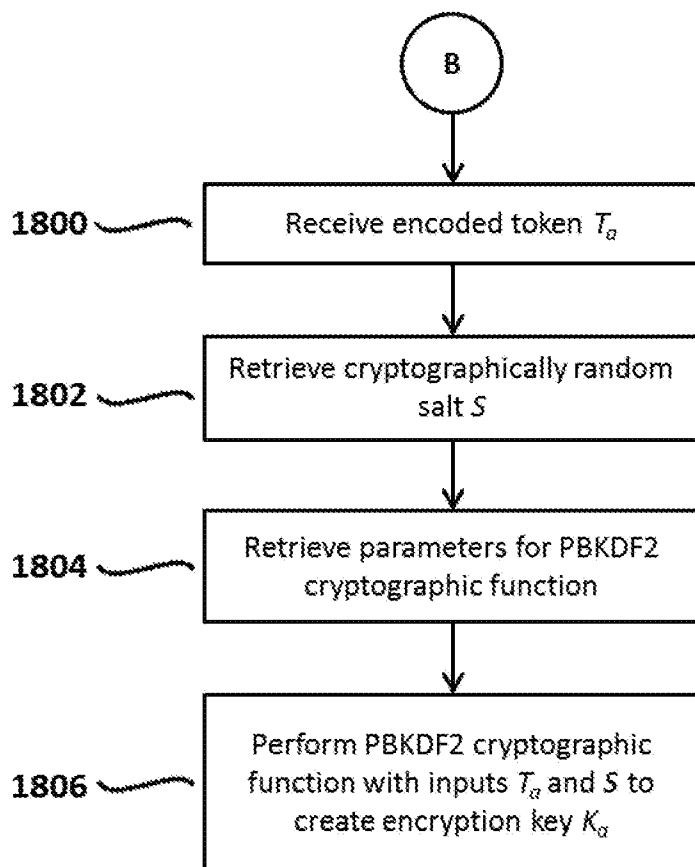 B
1800
Receive encoded token Tₐ
1802
Retrieve cryptographically random
salt S
1804
Retrieve parameters for PBKDF2
cryptographic function
1806
Perform PBKDF2 cryptographic
function with inputs Tₐ and S to
create encryption key Kₐ